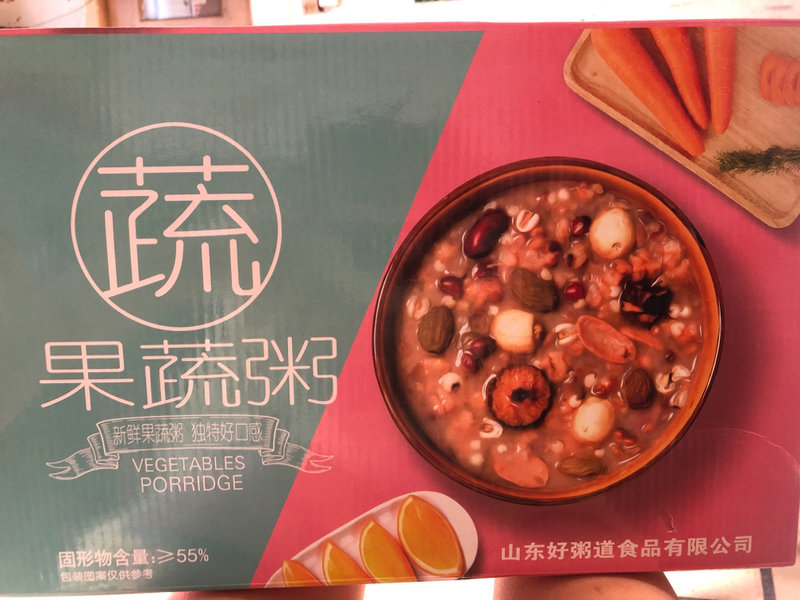 蔬
果蔬粥
新鲜果蔬粥 独特好口感
VEGETABLES
PORRIDGE
固形物含量:≥55%
包装图案仅供参考
山东好粥道食品有限公司